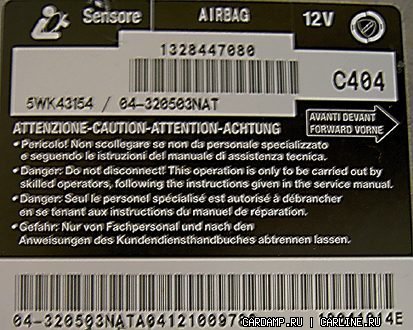 Sensore AIRBAG 12V
1328447080
C404
5WK43154 / 04-320503NAT
AVANTI DEVANT
FORWARD VORNE
ATTENZIONE-CAUTION-ATTENTION-ACHTUNG
• Pericolo! Non scollegare se non da personale specializzato
e seguendo le istruzioni del manuale di assistenza tecnica.
• Danger: Do not disconnect! This operation is only to be carried out by
skilled operators, following the instructions given in the service manual.
• Danger: Seul le personel spécialisé est autorisé à débrancher
en se tenant aux instructions du manuel de réparation.
• Gefahr: Nur von Fachpersonal und nach den
Anweisungen des Kundendiensthandbuches abtrennen lassen.
CARDAMP.RU | CARLINE.RU